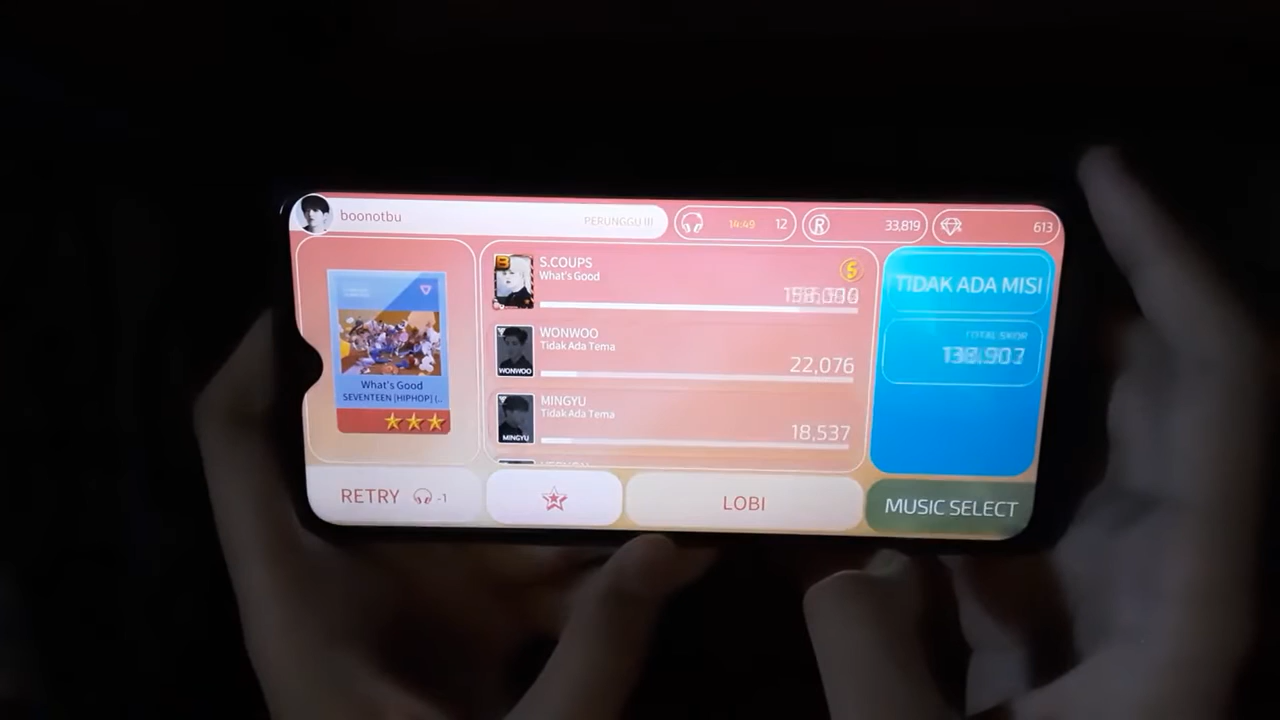 boonotbu
PERUNGGU III
14:49
12
33,819
613
What's Good
SEVENTEEN [HIPHOP] (..
S.COUPS
What's Good
WONWOO
Tidak Ada Tema
22,076
WONWOO
MINGYU
Tidak Ada Tema
18,537
MINGYU
TIDAK ADA MISI
TOTAL SKOR
RETRY -1
LOBI
MUSIC SELECT